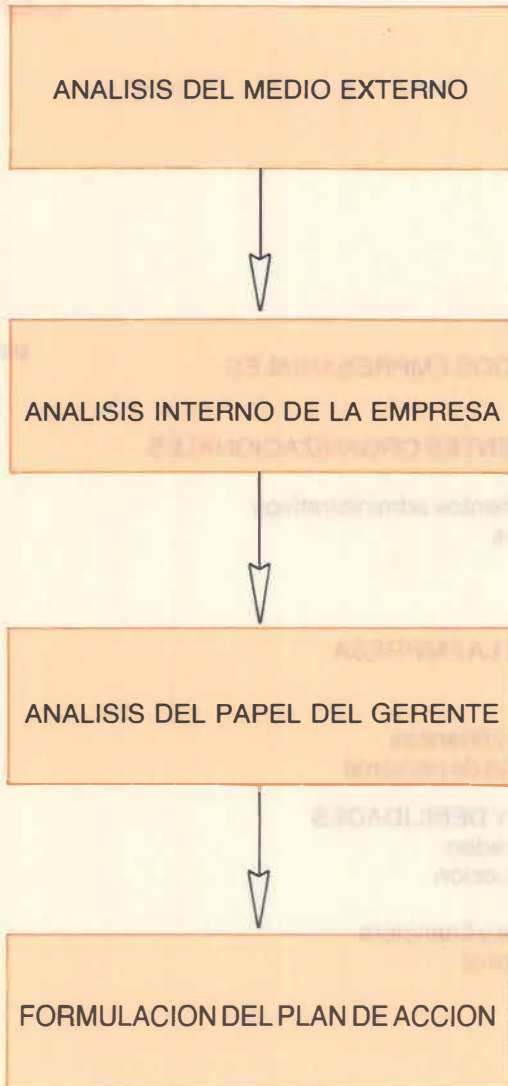 ANALISIS DEL MEDIO EXTERNO
ANALISIS INTERNO DE LA EMPRESA
ANALISIS DEL PAPEL DEL GERENTE
FORMULACION DEL PLAN DE ACCION